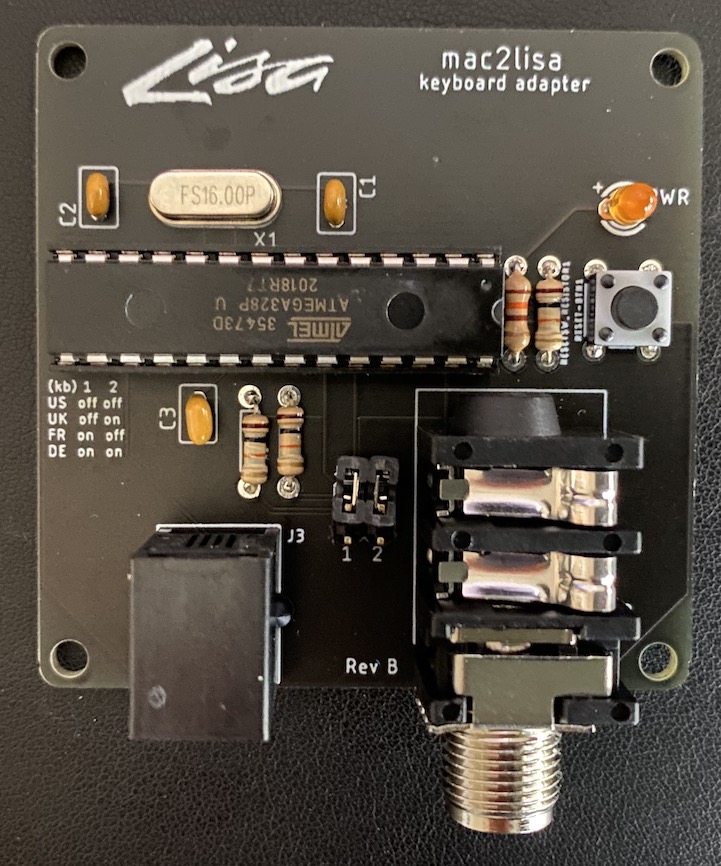 Lisa
mac2lisa
keyboard adapter
C2
FS16.00P
C1
+
PWR
X1
ATMEL 35473D
ATMEGA328P U
2018RT7
(kb) 1 2
US off off
UK off on
FR on off
DE on on
C3
J3
1 2
Rev B